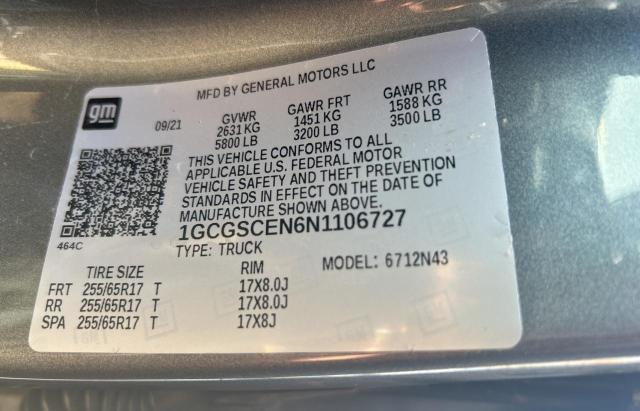 MFD BY GENERAL MOTORS LLC
gm
09/21
GVWR GAWR FRT GAWR RR
2631 KG 1451 KG 1588 KG
5800 LB 3200 LB 3500 LB
THIS VEHICLE CONFORMS TO ALL
APPLICABLE U.S. FEDERAL MOTOR
VEHICLE SAFETY AND THEFT PREVENTION
STANDARDS IN EFFECT ON THE DATE OF
MANUFACTURE SHOWN ABOVE.
464C
1GCGSCEN6N1106727
TYPE: TRUCK MODEL: 6712N43
TIRE SIZE RIM
FRT 255/65R17 T 17X8.0J
RR 255/65R17 T 17X8.0J
SPA 255/65R17 T 17X8J